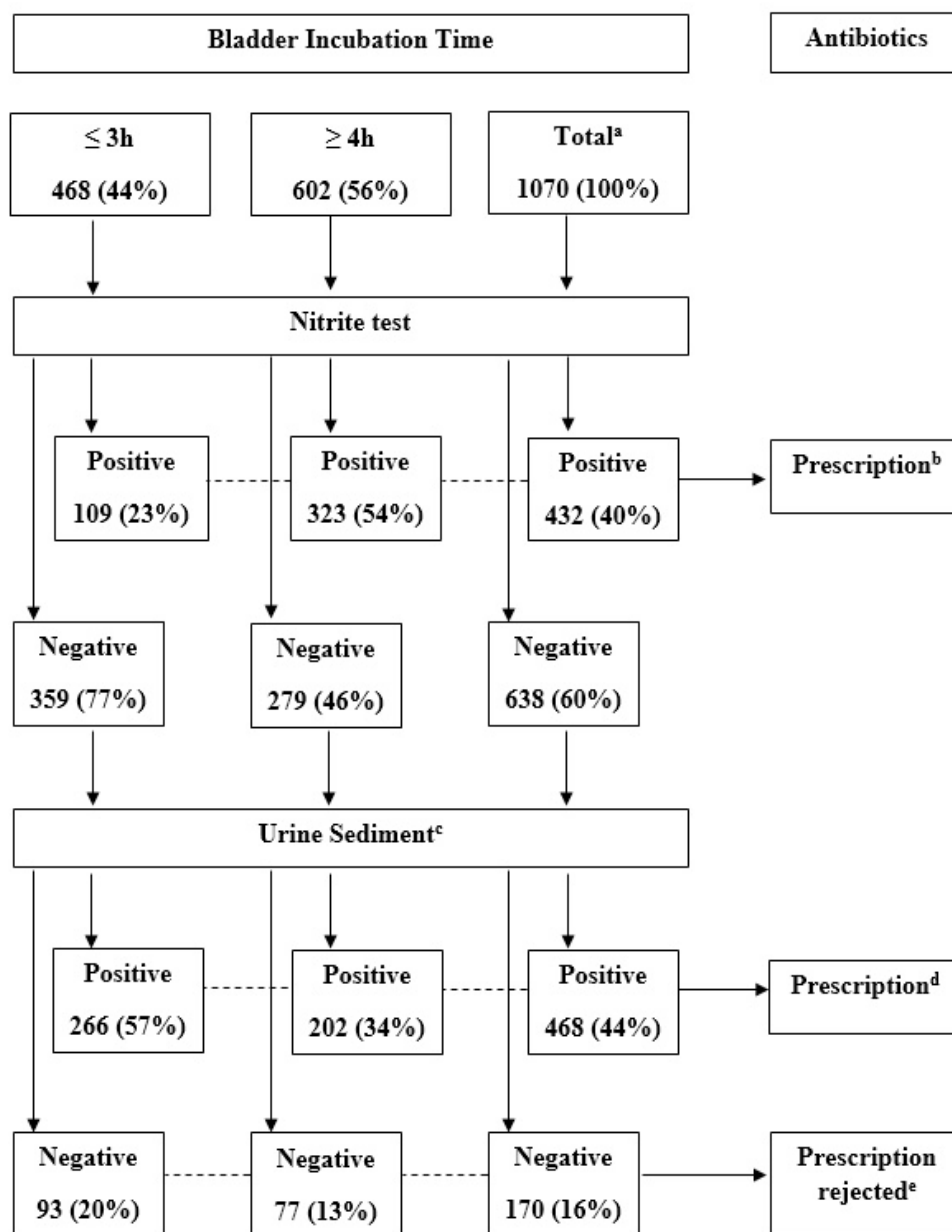 Bladder Incubation Time
Antibiotics
≤ 3h
468 (44%)
≥ 4h
602 (56%)
Totalᵃ
1070 (100%)
Nitrite test
Positive
109 (23%)
Positive
323 (54%)
Positive
432 (40%)
Prescriptionᵇ
Negative
359 (77%)
Negative
279 (46%)
Negative
638 (60%)
Urine Sedimentᶜ
Positive
266 (57%)
Positive
202 (34%)
Positive
468 (44%)
Prescriptionᵈ
Negative
93 (20%)
Negative
77 (13%)
Negative
170 (16%)
Prescription
rejectedᵉ